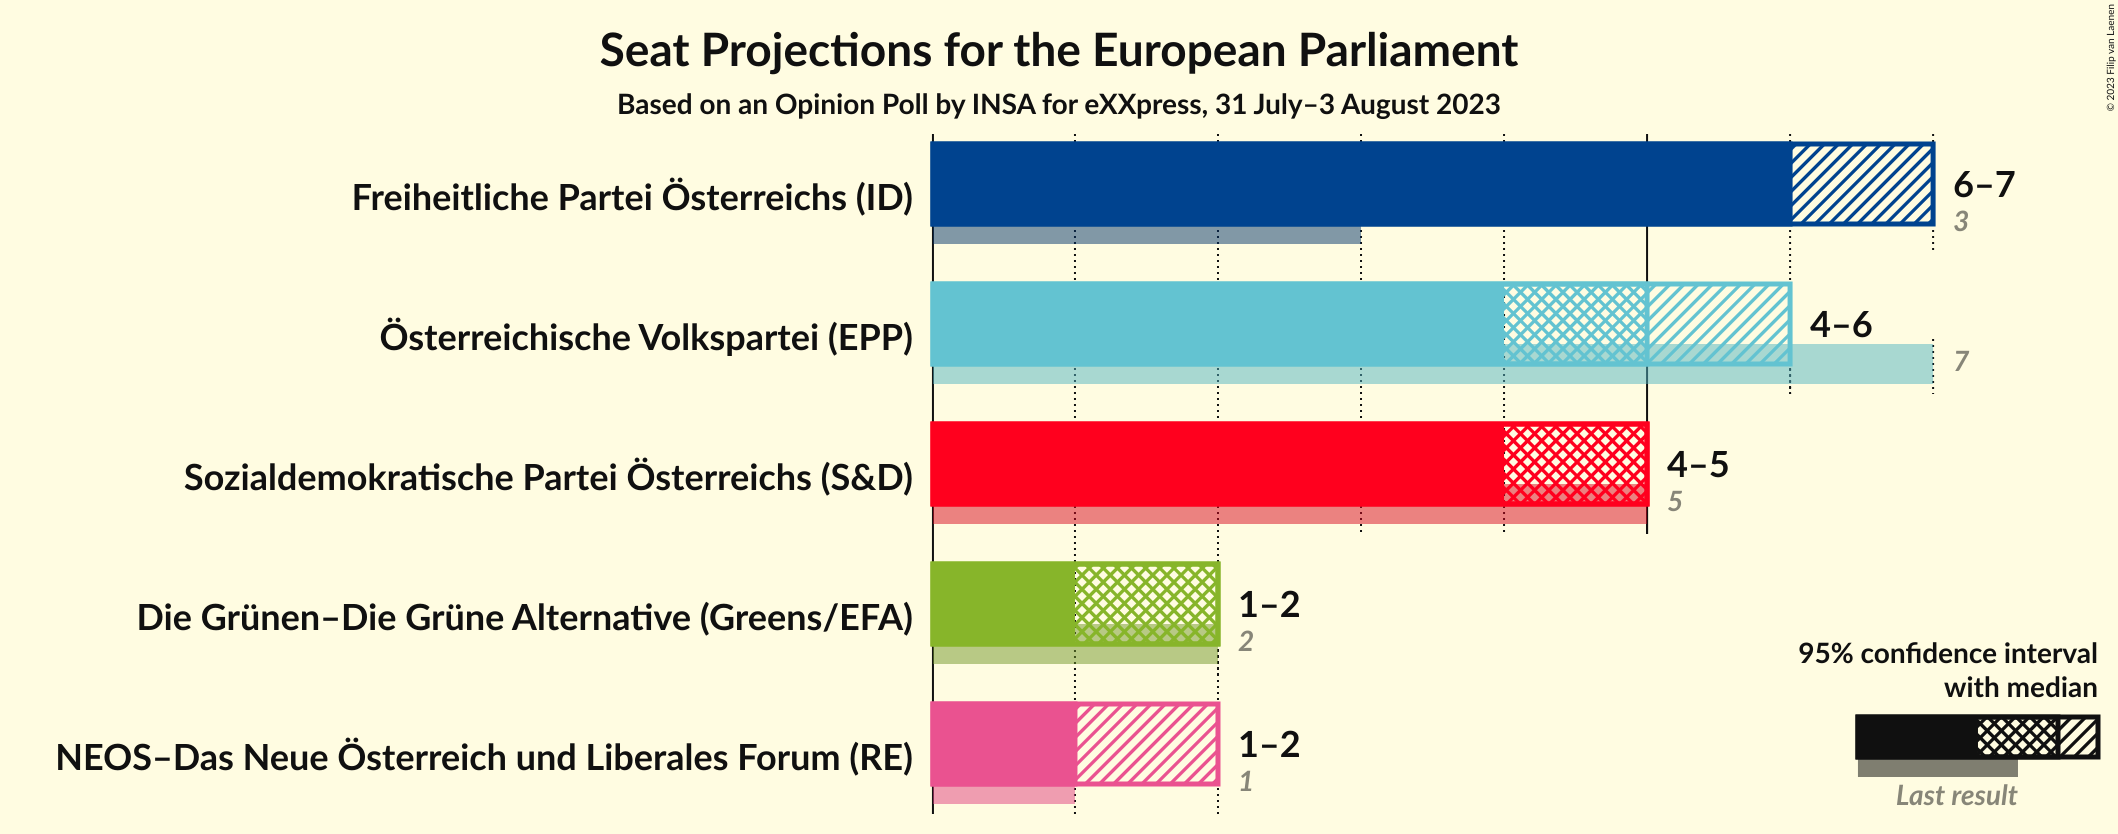 Seat Projections for the European Parliament
Based on an Opinion Poll by INSA for eXXpress, 31 July–3 August 2023
© 2023 Filip van Laenen
Freiheitliche Partei Österreichs (ID)
6–7
3
Österreichische Volkspartei (EPP)
4–6
7
Sozialdemokratische Partei Österreichs (S&D)
4–5
5
Die Grünen–Die Grüne Alternative (Greens/EFA)
1–2
2
NEOS–Das Neue Österreich und Liberales Forum (RE)
1–2
1
95% confidence interval
with median
Last result